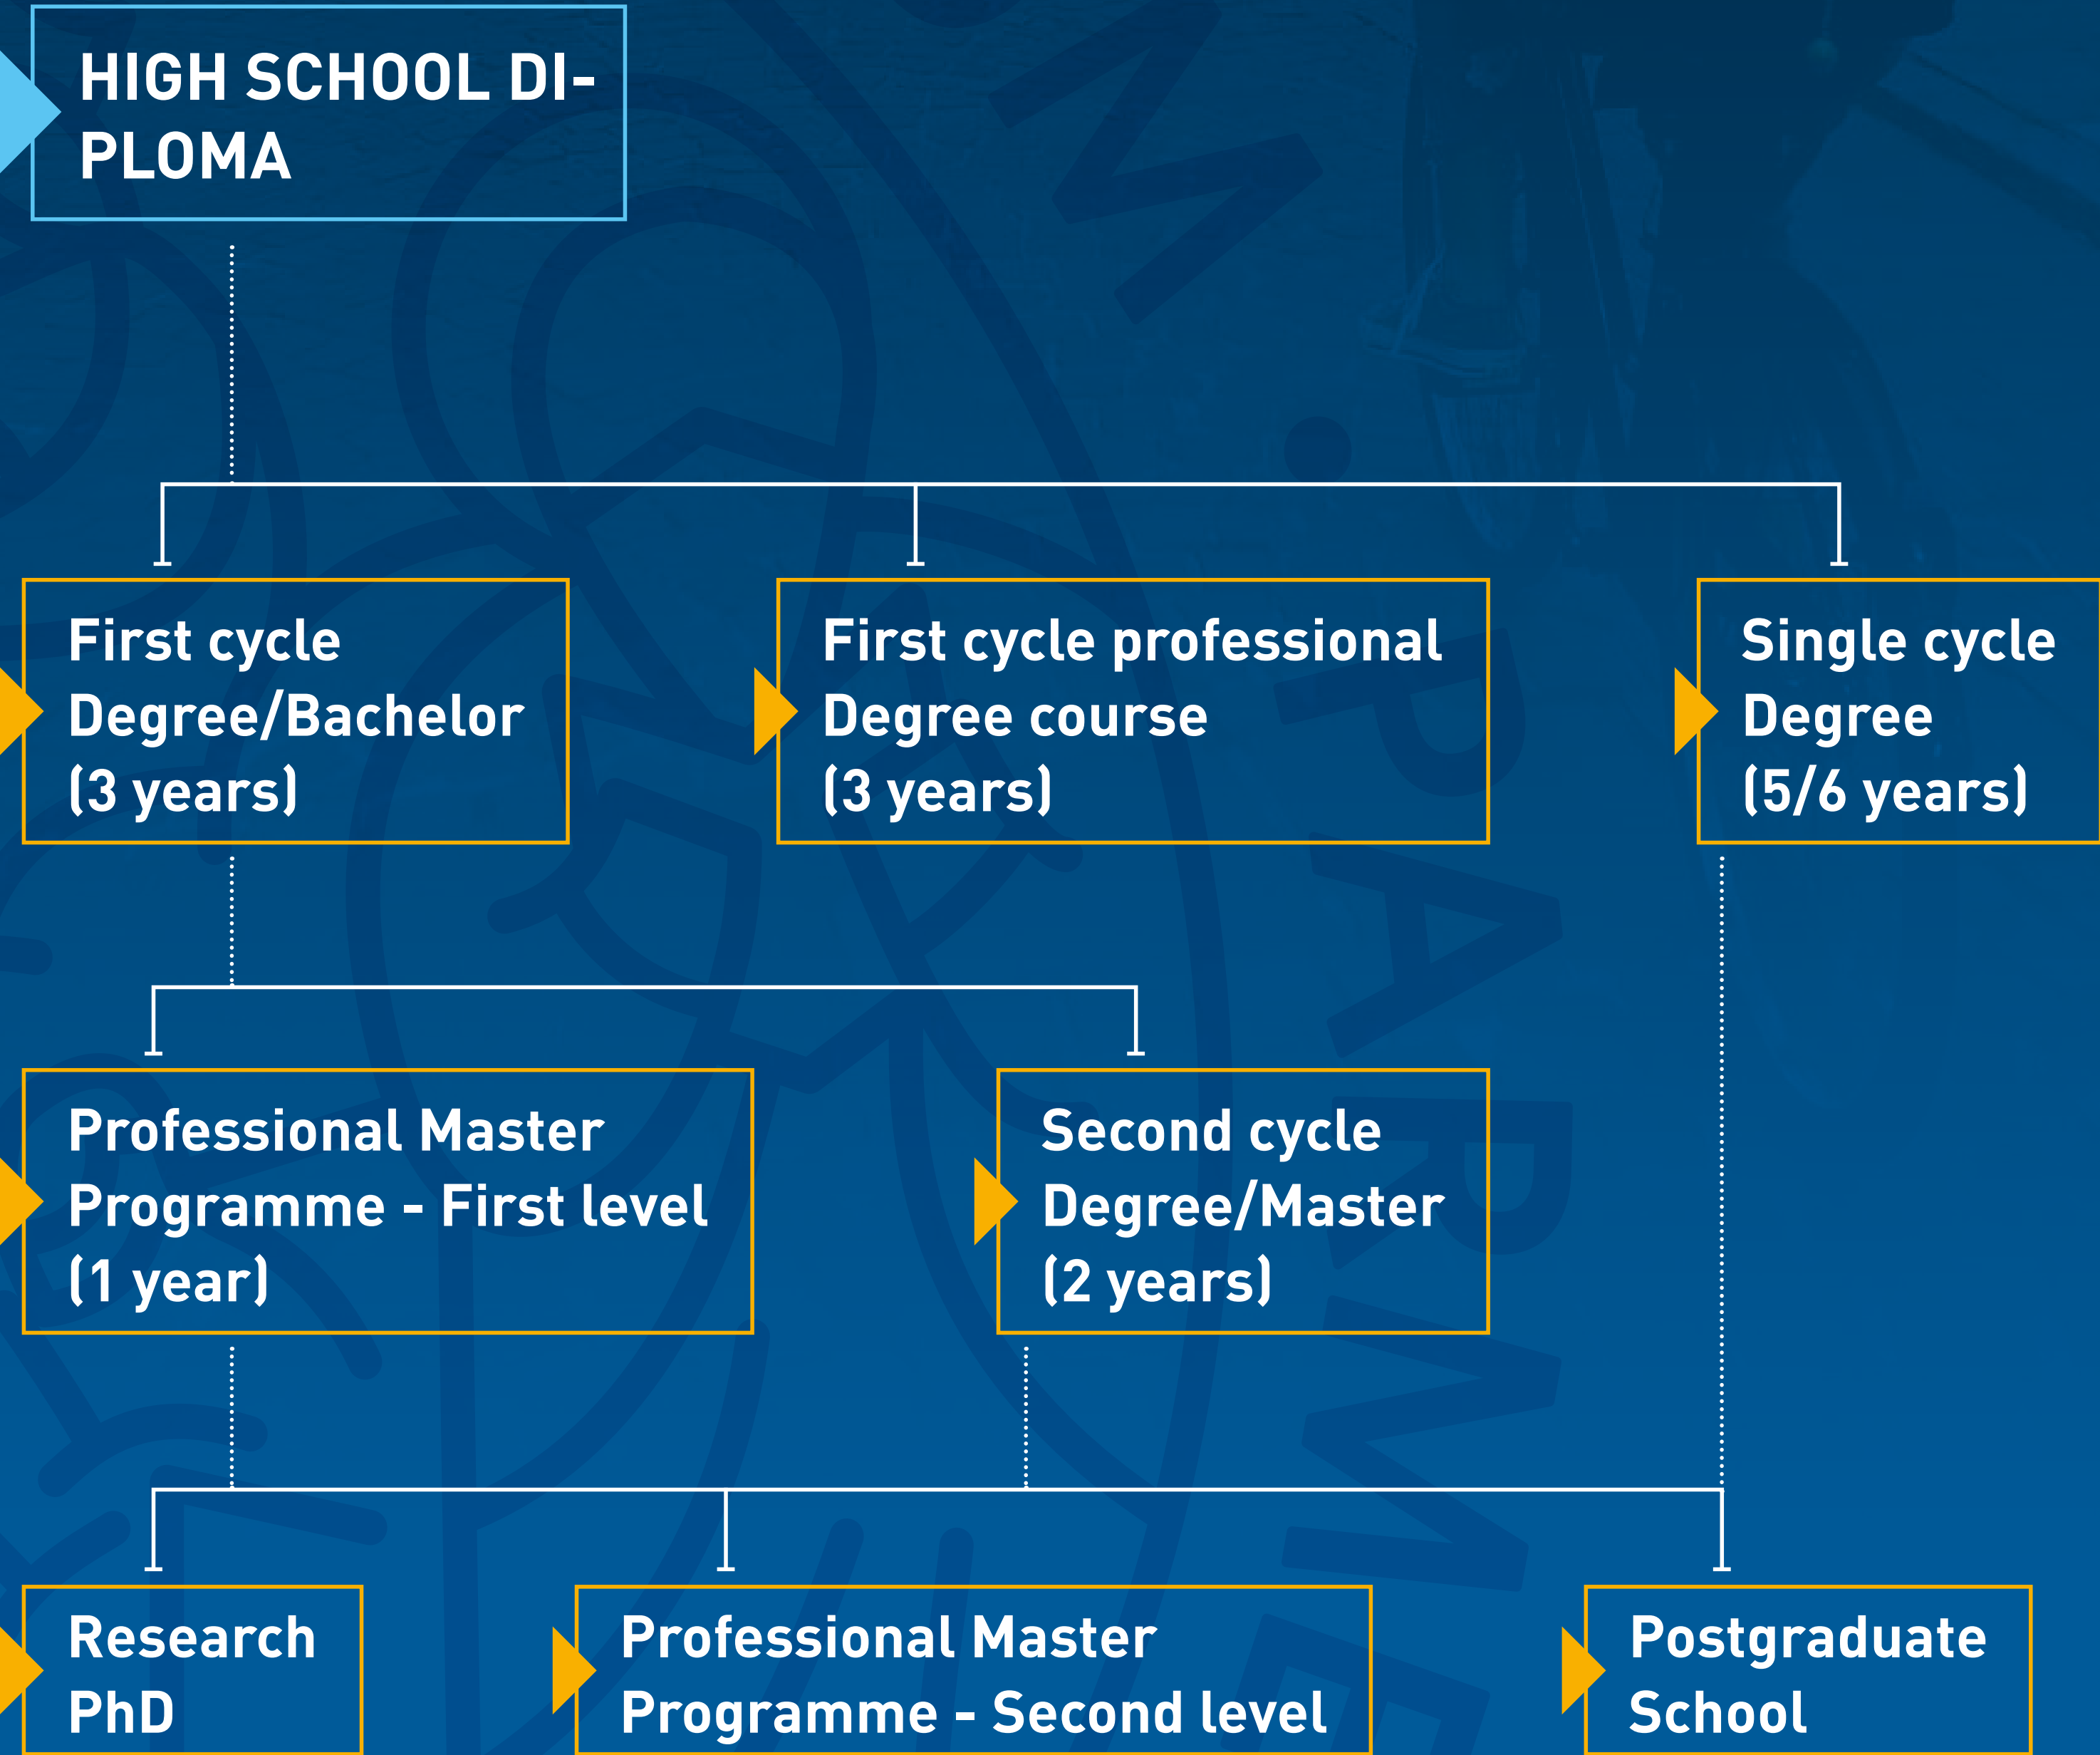 HIGH SCHOOL DI-
PLOMA
First cycle
Degree/Bachelor
(3 years)
First cycle professional
Degree course
(3 years)
Single cycle
Degree
(5/6 years)
Professional Master
Programme - First level
(1 year)
Second cycle
Degree/Master
(2 years)
Research
PhD
Professional Master
Programme - Second level
Postgraduate
School